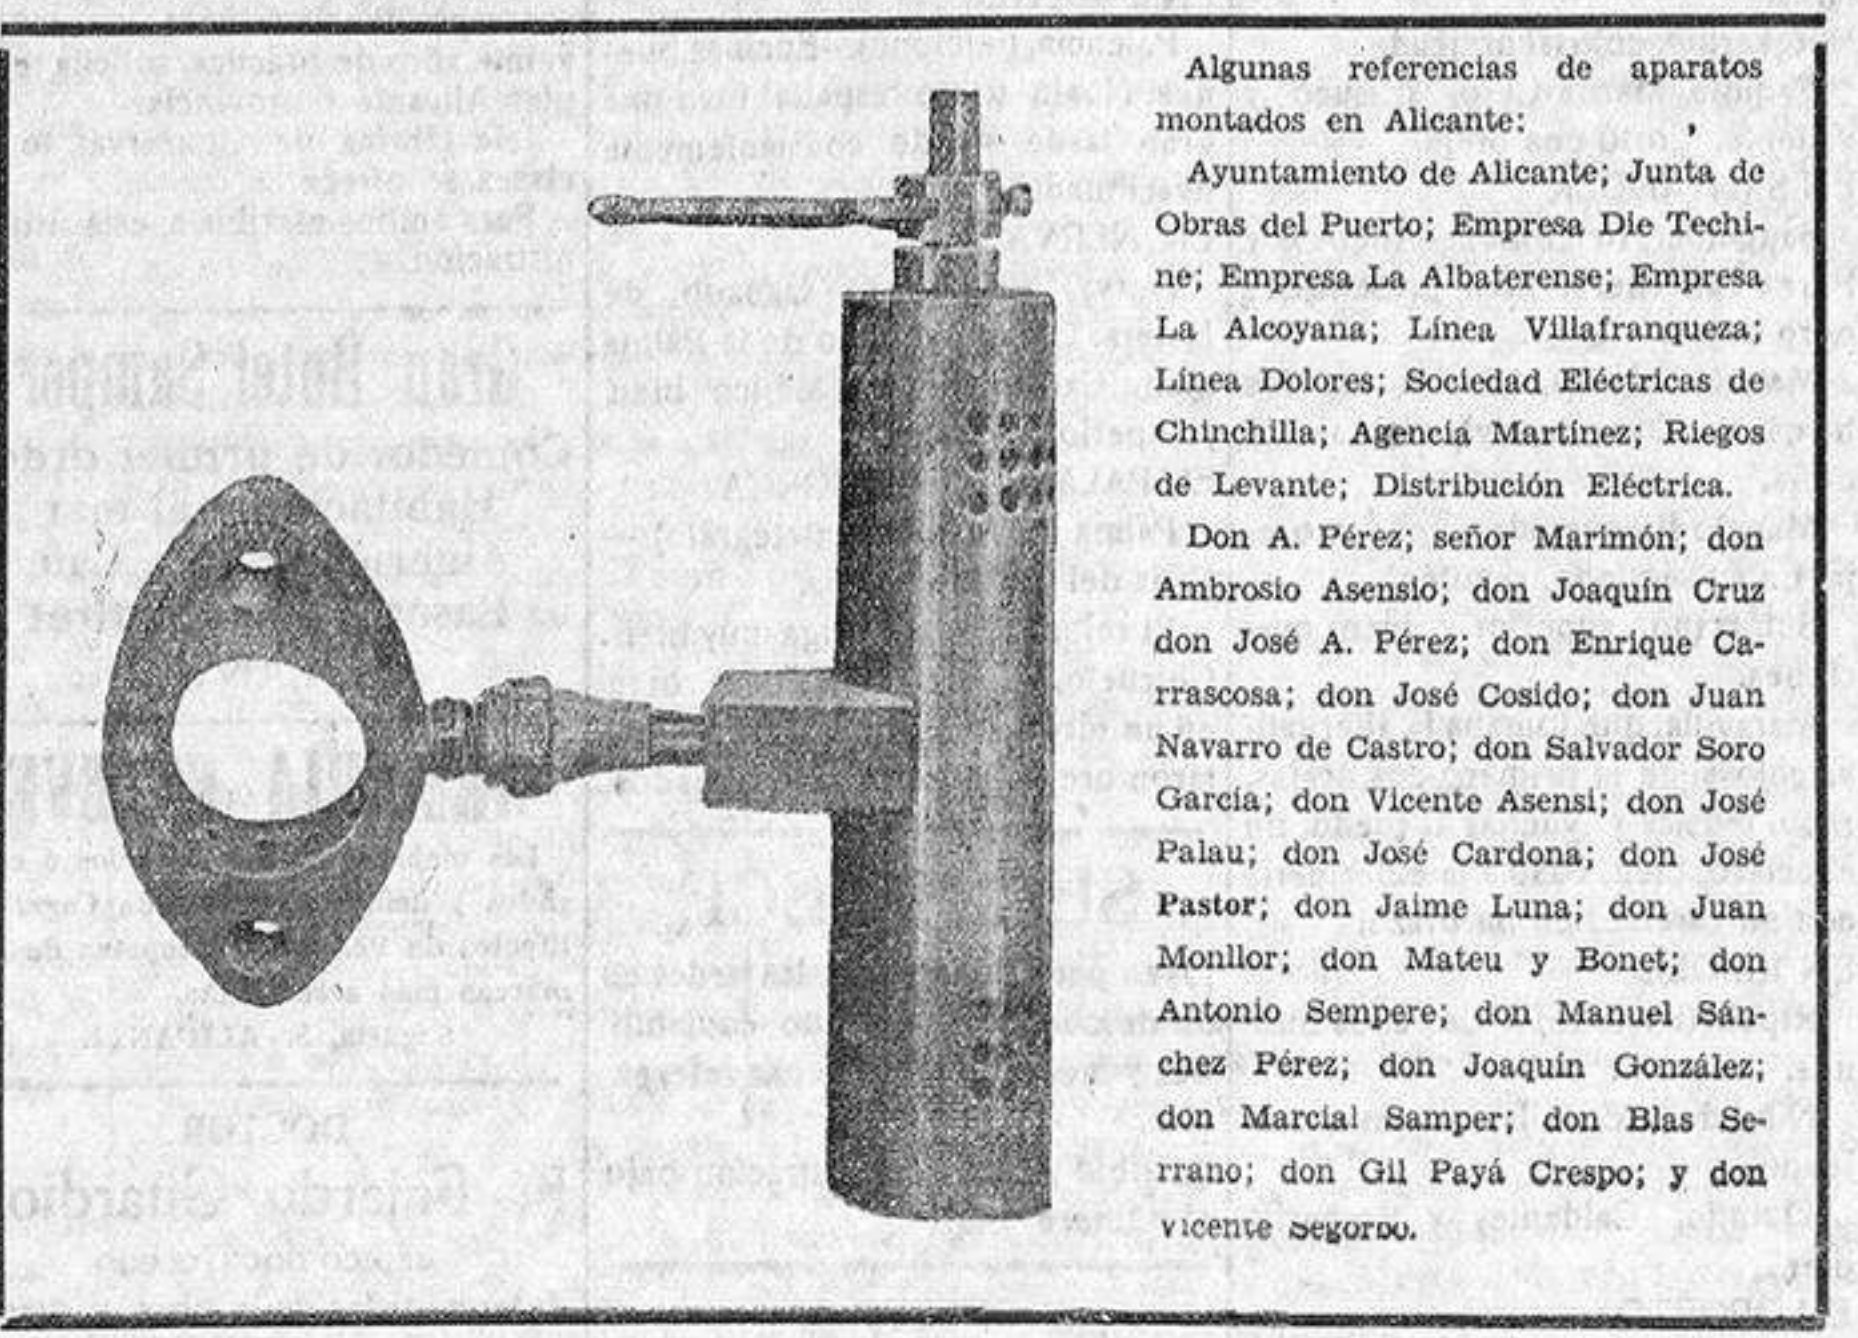 Algunas referencias de aparatos
montados en Alicante:
Ayuntamiento de Alicante; Junta de
Obras del Puerto; Empresa Die Techi-
ne; Empresa La Albaterense; Empresa
La Alcoyana; Línea Villafranqueza;
Línea Dolores; Sociedad Eléctricas de
Chinchilla; Agencia Martínez; Riegos
de Levante; Distribución Eléctrica.
Don A. Pérez; señor Marimón; don
Ambrosio Asensio; don Joaquín Cruz
don José A. Pérez; don Enrique Ca-
rrascosa; don José Cosido; don Juan
Navarro de Castro; don Salvador Soro
García; don Vicente Asensi; don José
Palau; don José Cardona; don José
Pastor; don Jaime Luna; don Juan
Monllor; don Mateu y Bonet; don
Antonio Sempere; don Manuel Sán-
chez Pérez; don Joaquín González;
don Marcial Samper; don Blas Se-
rrano; don Gil Payá Crespo; y don
Vicente Segorbo.